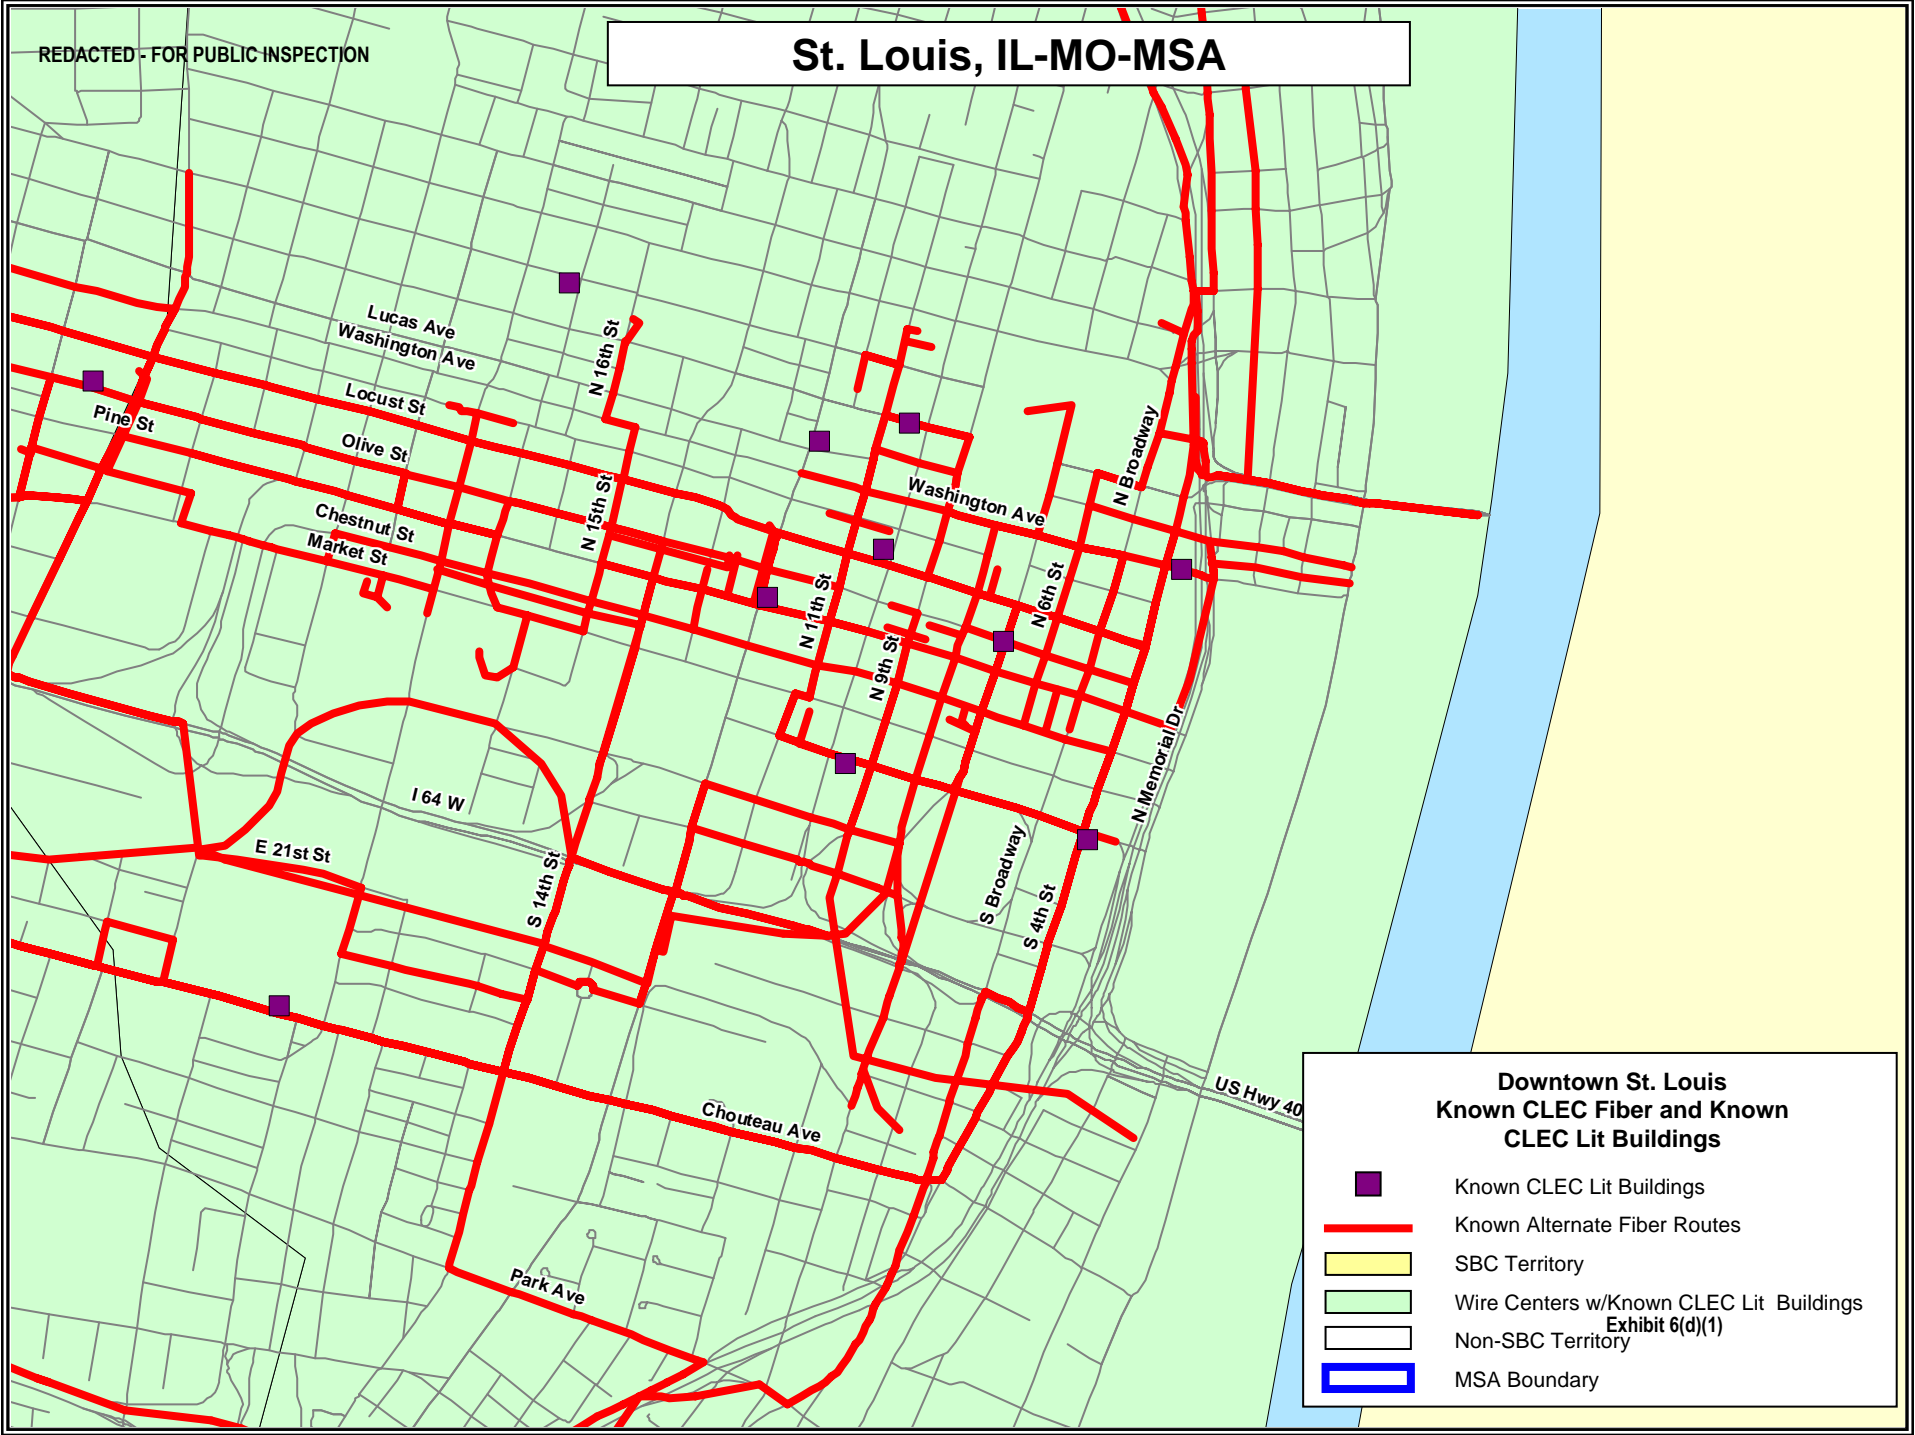 REDACTED - FOR PUBLIC INSPECTION
St. Louis, IL-MO-MSA
Lucas Ave
Washington Ave
N 16th St
Locust St
Pine St
Olive St
N Broadway
Washington Ave
N 15th St
Chestnut St
Market St
N 11th St
N 6th St
N 9th St
N Memorial Dr
I 64 W
E 21st St
S 14th St
S Broadway
S 4th St
US Hwy 40
Chouteau Ave
Park Ave
Downtown St. Louis
Known CLEC Fiber and Known
CLEC Lit Buildings
Known CLEC Lit Buildings
Known Alternate Fiber Routes
SBC Territory
Wire Centers w/Known CLEC Lit Buildings
Exhibit 6(d)(1)
Non-SBC Territory
MSA Boundary